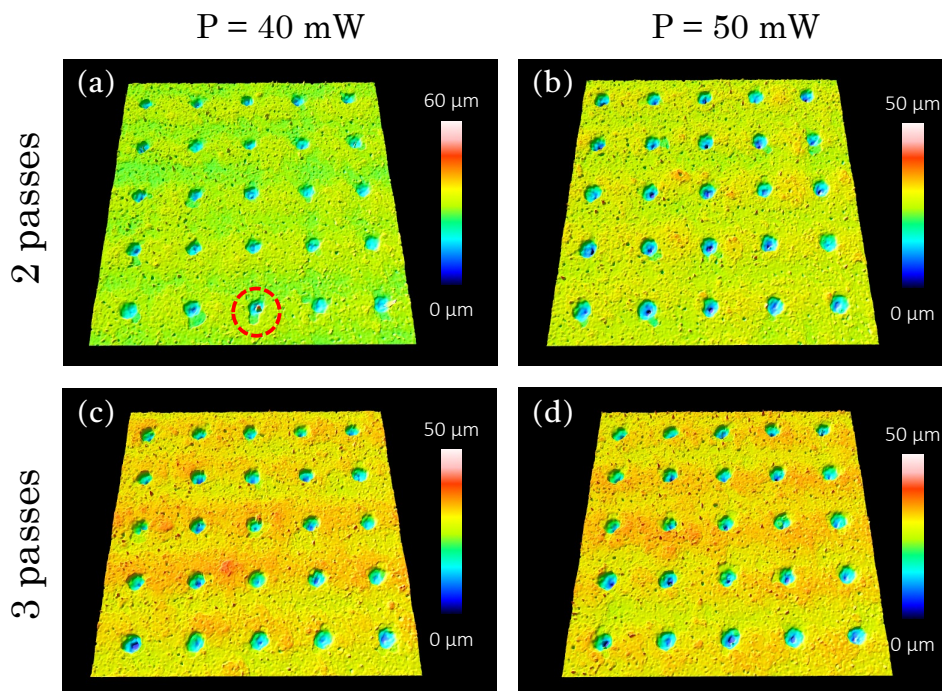 P = 40 mW
P = 50 mW
2 passes
(a)
60 µm
0 µm
(b)
50 µm
0 µm
3 passes
(c)
50 µm
0 µm
(d)
50 µm
0 µm